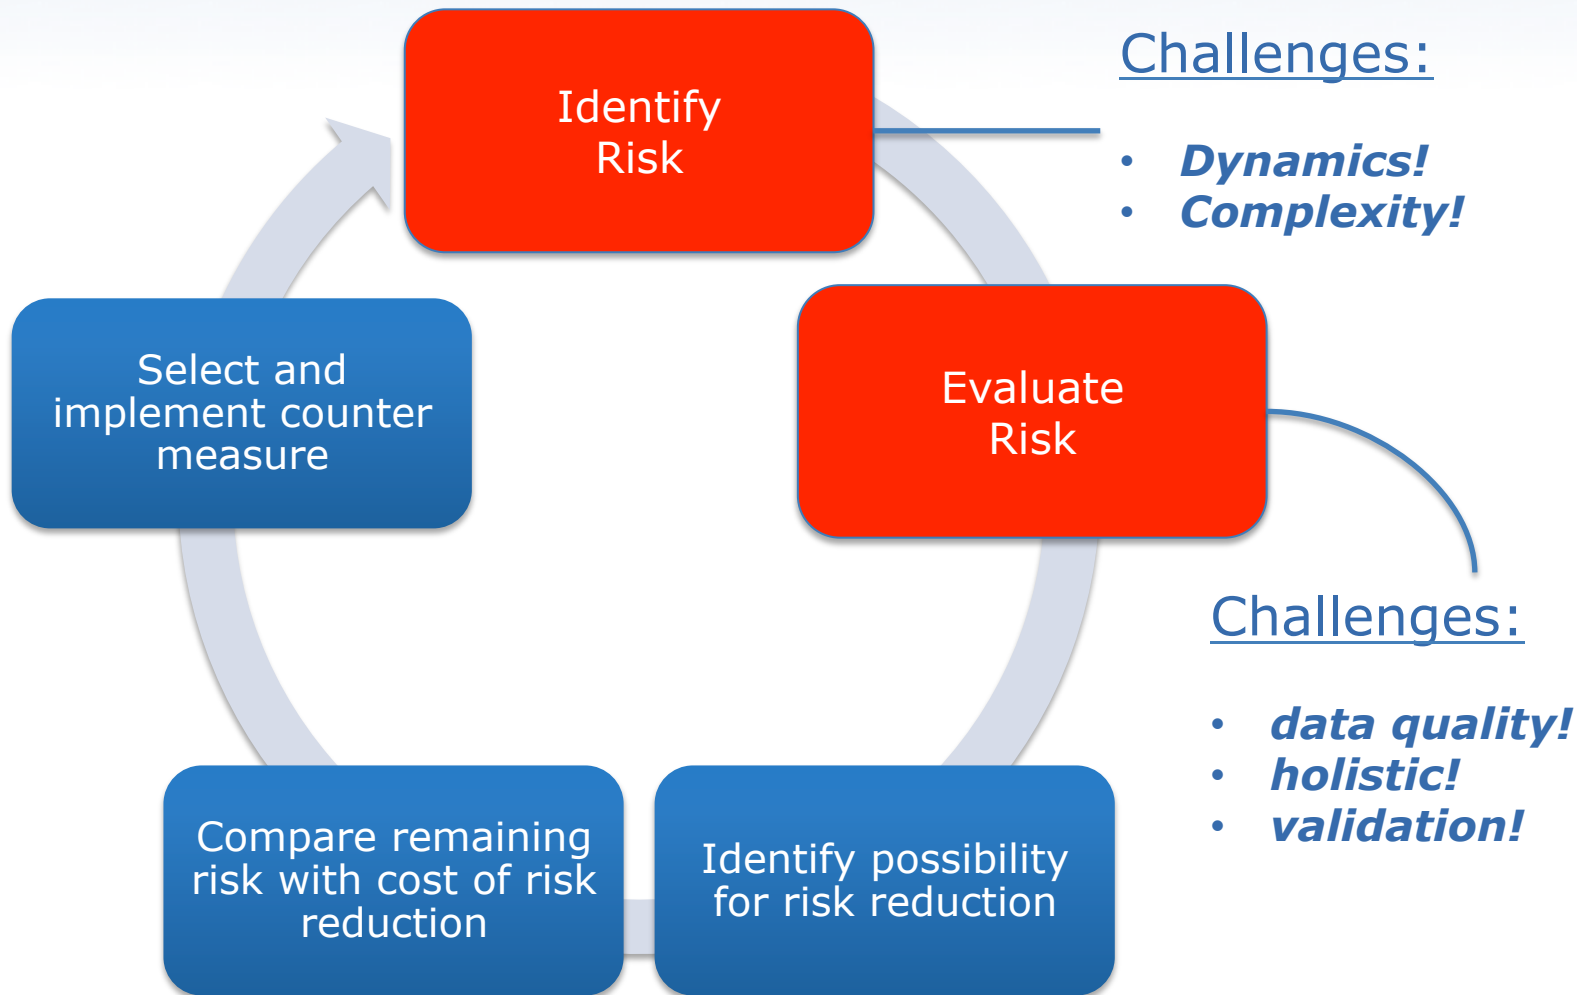 Identify
Risk
Challenges:
• Dynamics!
• Complexity!
Evaluate
Risk
Challenges:
• data quality!
• holistic!
• validation!
Identify possibility
for risk reduction
Compare remaining
risk with cost of risk
reduction
Select and
implement counter
measure